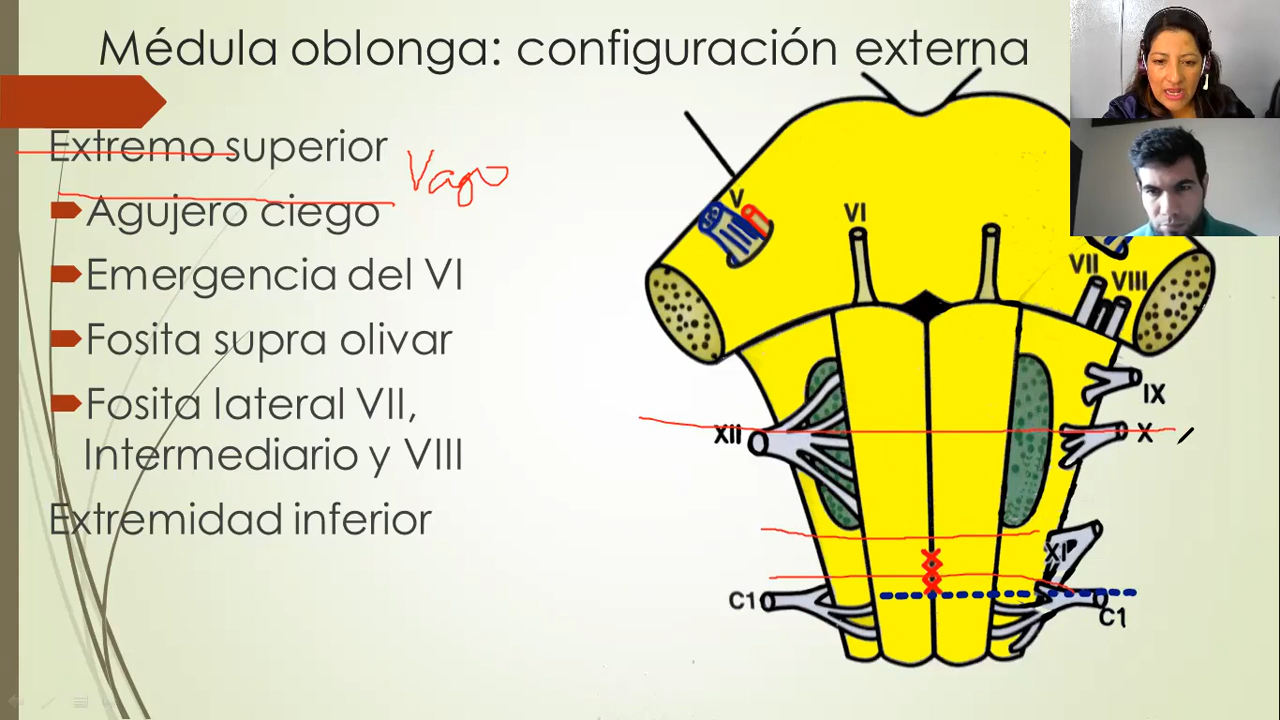 Médula oblonga: configuración externa
Extremo superior
Vago
Agujero ciego
Emergencia del VI
Fosita supra olivar
Fosita lateral VII,
Intermediario y VIII
Extremidad inferior
V
VI
VII
VIII
IX
XII
X
XI
C1
C1